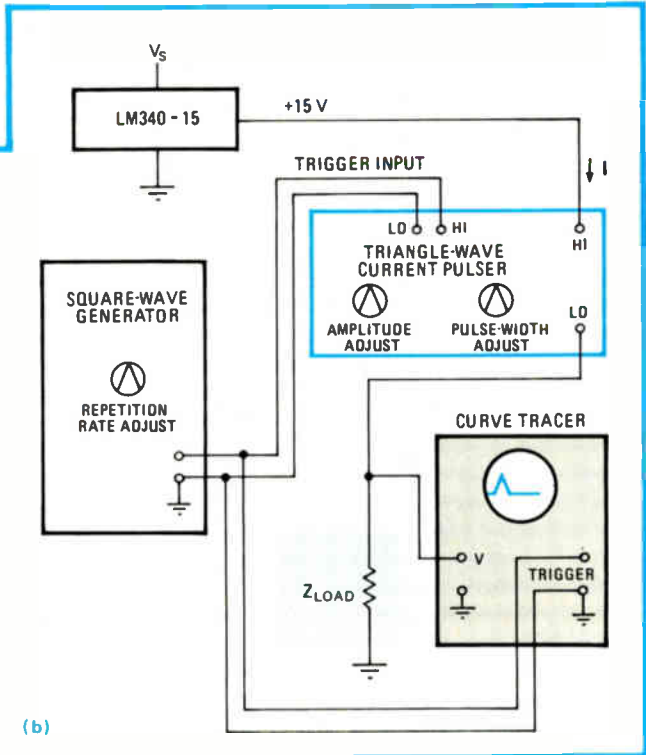 V_S
LM340-15
+15 V
TRIGGER INPUT
I
LO
HI
HI
TRIANGLE-WAVE
CURRENT PULSER
LO
AMPLITUDE
ADJUST
PULSE-WIDTH
ADJUST
SQUARE-WAVE
GENERATOR
REPETITION
RATE ADJUST
CURVE TRACER
V
TRIGGER
Z_LOAD
(b)